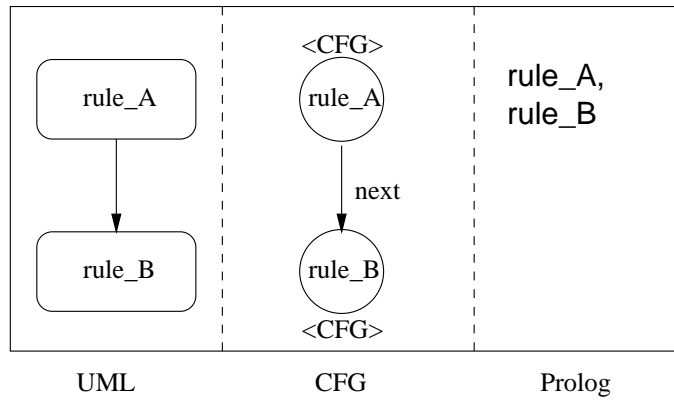 rule_A
rule_B
<CFG>
rule_A
next
rule_B
<CFG>
rule_A,
rule_B
UML
CFG
Prolog